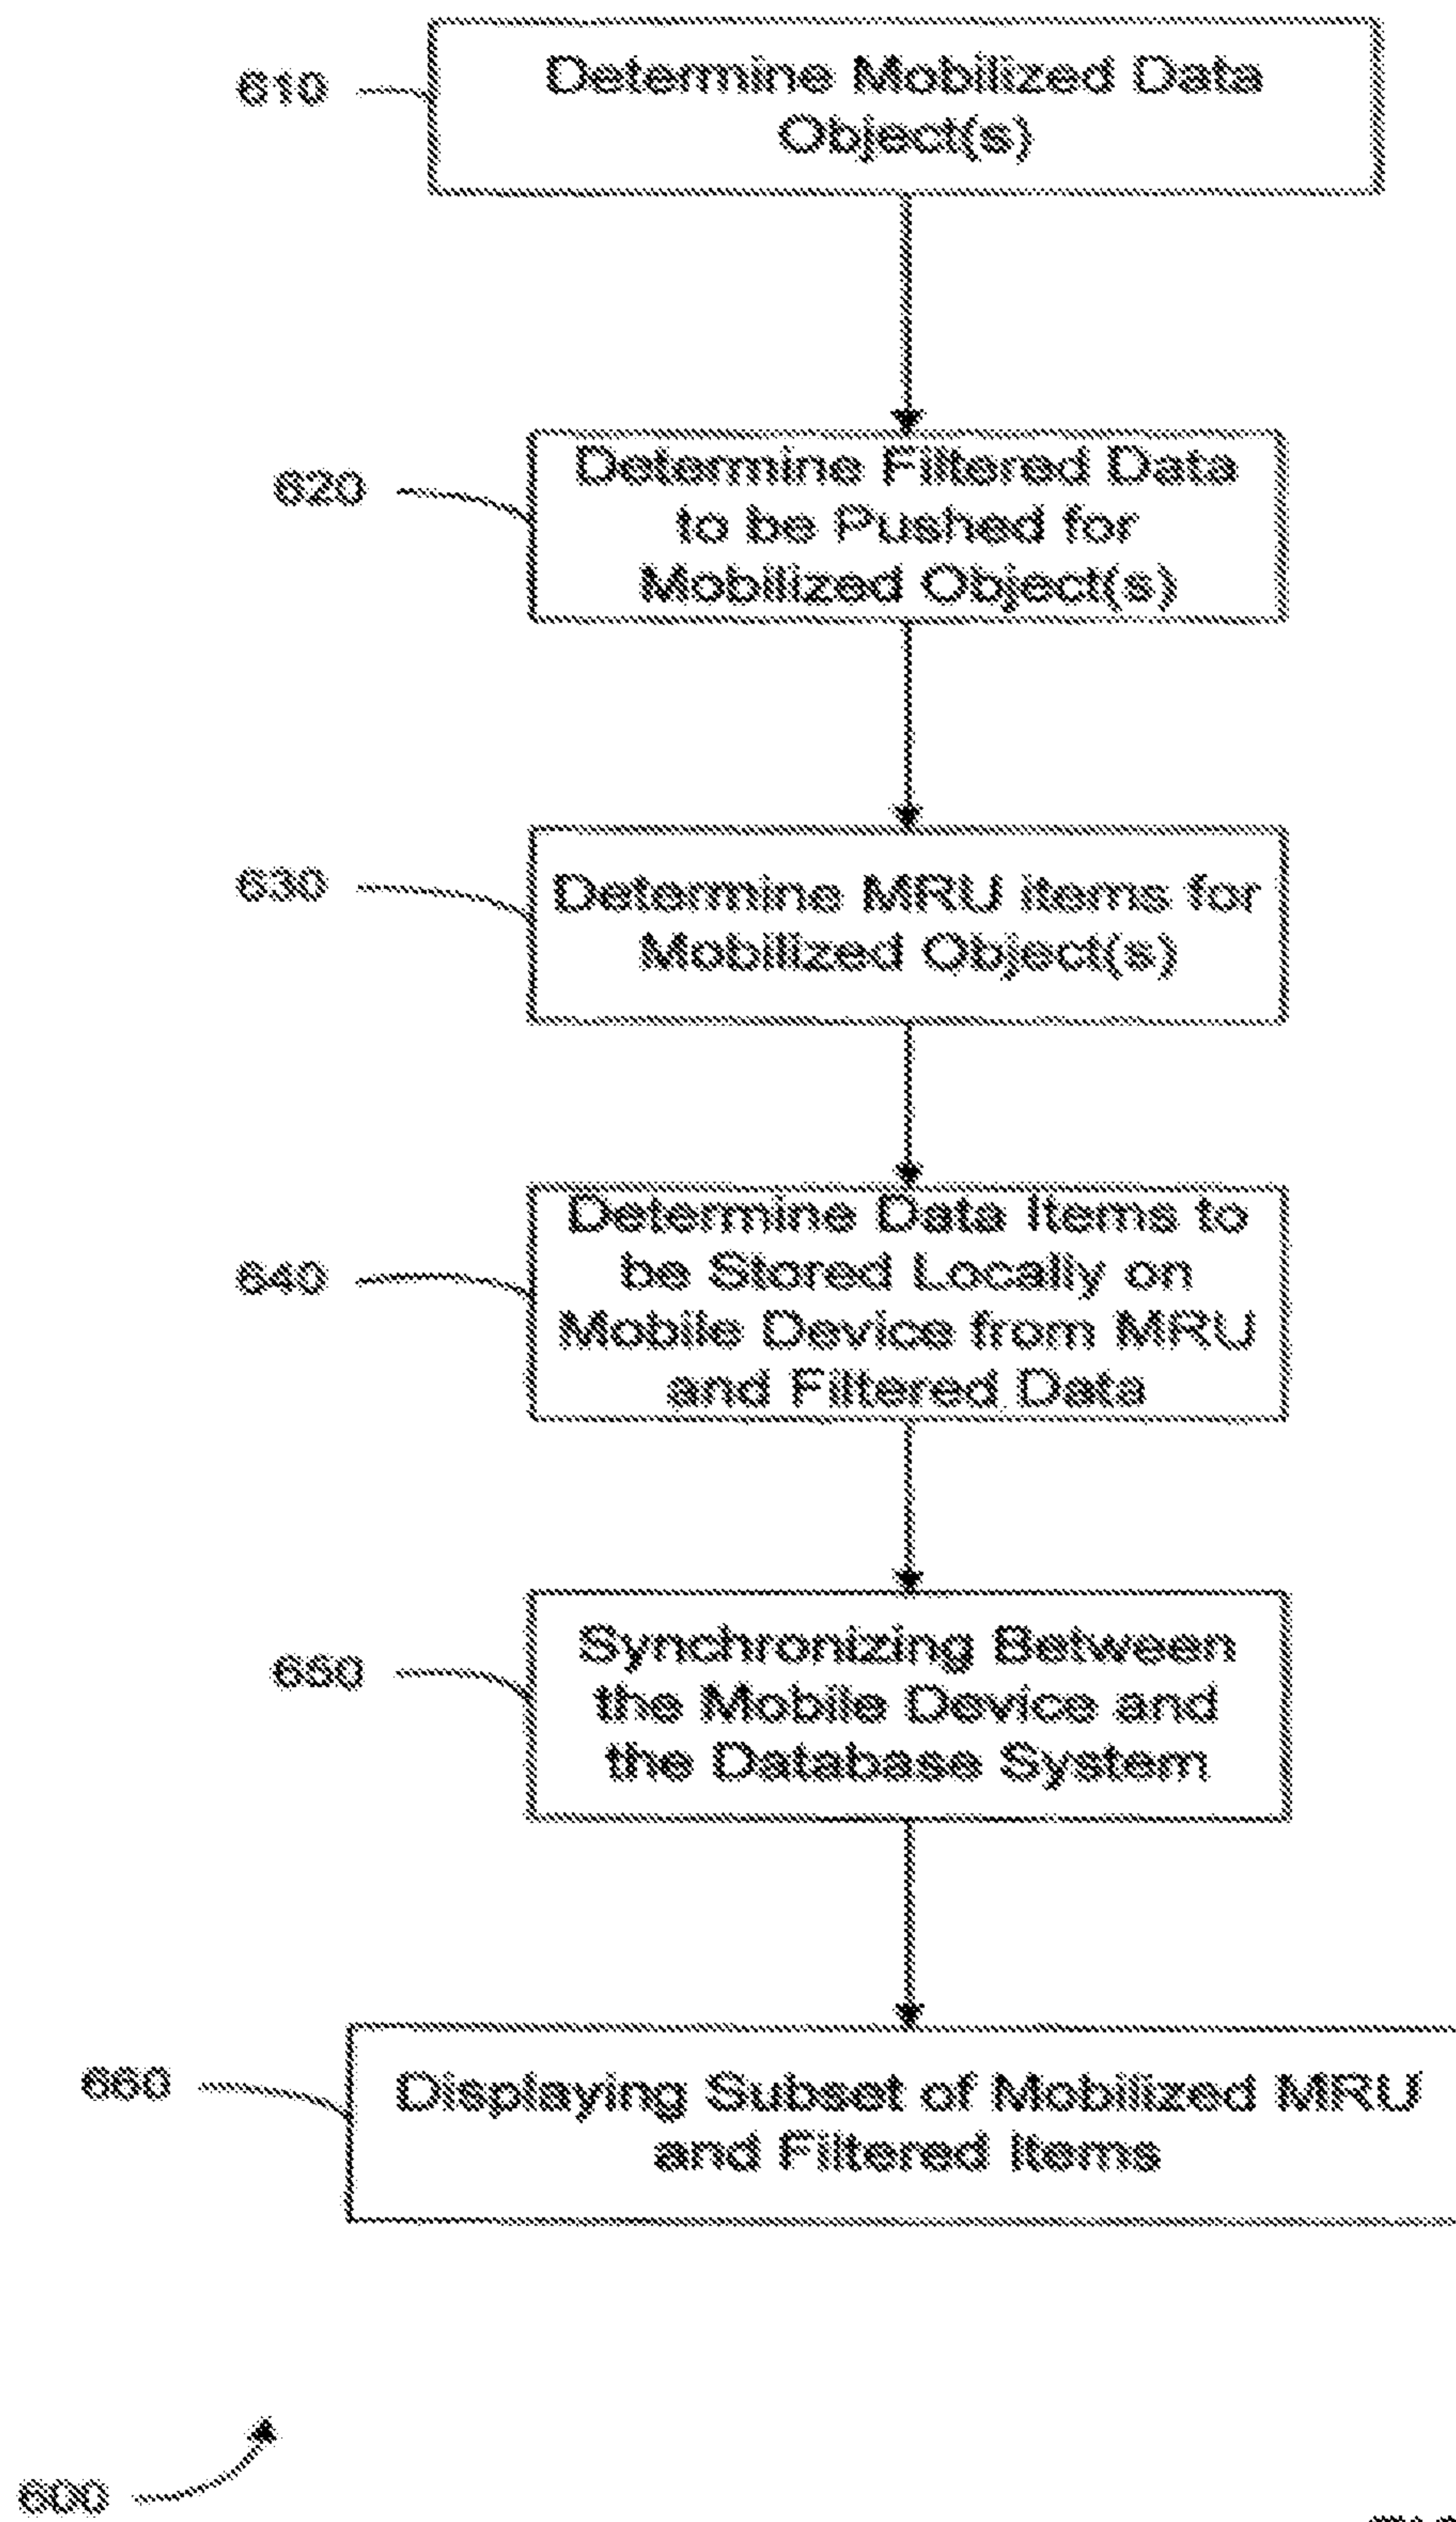 610
Determine Mobilized Data
Object(s)
620
Determine Filtered Data
to be Pushed for
Mobilized Object(s)
630
Determine MRU items for
Mobilized Object(s)
640
Determine Data Items to
be Stored Locally on
Mobile Device from MRU
and Filtered Data
650
Synchronizing Between
the Mobile Device and
the Database System
660
Displaying Subset of Mobilized MRU
and Filtered Items
600